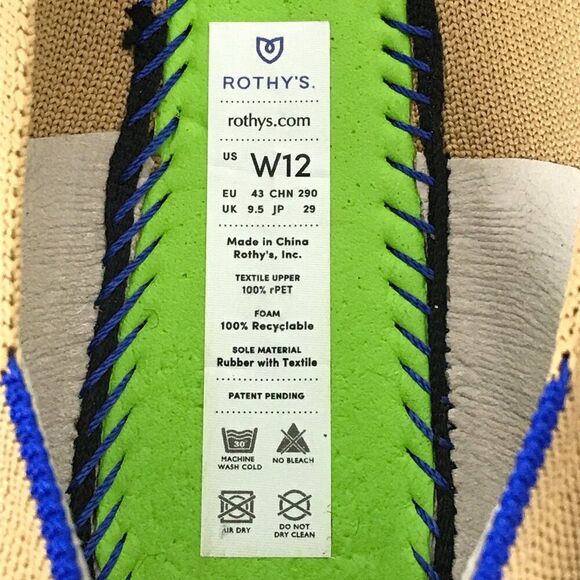 ROTHY'S.
rothys.com
US W12
EU 43 CHN 290
UK 9.5 JP 29
Made in China
Rothy's, Inc.
TEXTILE UPPER
100% rPET
FOAM
100% Recyclable
SOLE MATERIAL
Rubber with Textile
PATENT PENDING
30°
MACHINE
WASH COLD
NO BLEACH
AIR DRY
DO NOT
DRY CLEAN